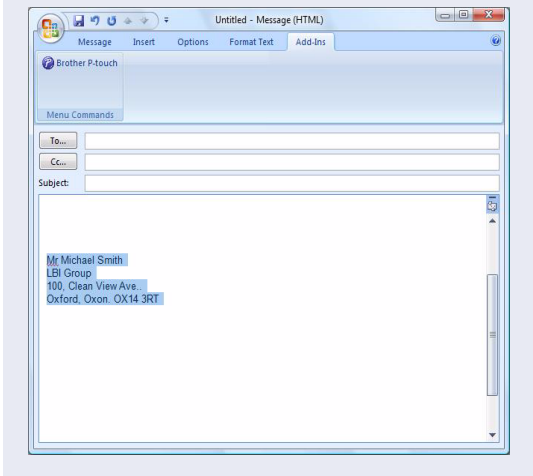 Untitled - Message (HTML)
Message Insert Options Format Text Add-Ins
Brother P-touch
Menu Commands
To...
Cc...
Subject:
Mr Michael Smith
LBI Group
100, Clean View Ave..
Oxford, Oxon. OX14 3RT